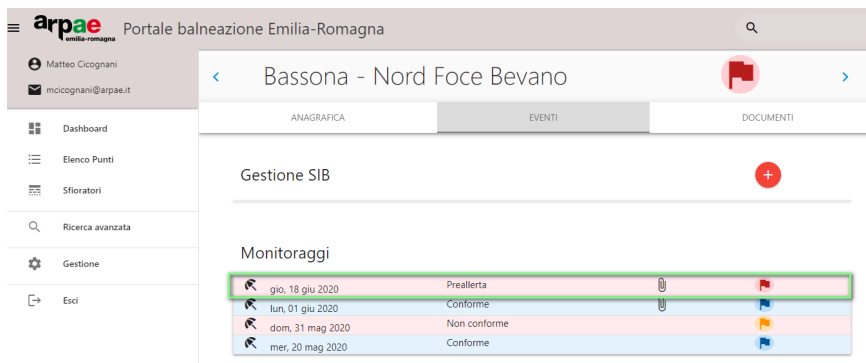 arpae
emilia-romagna
Portale balneazione Emilia-Romagna
Matteo Cicognani
mcicognani@arpae.it
Dashboard
Elenco Punti
Sfioratori
Ricerca avanzata
Gestione
Esci
Bassona - Nord Foce Bevano
ANAGRAFICA EVENTI DOCUMENTI
Gestione SIB
Monitoraggi
gio, 18 giu 2020 Preallerta
lun, 01 giu 2020 Conforme
dom, 31 mag 2020 Non conforme
mer, 20 mag 2020 Conforme